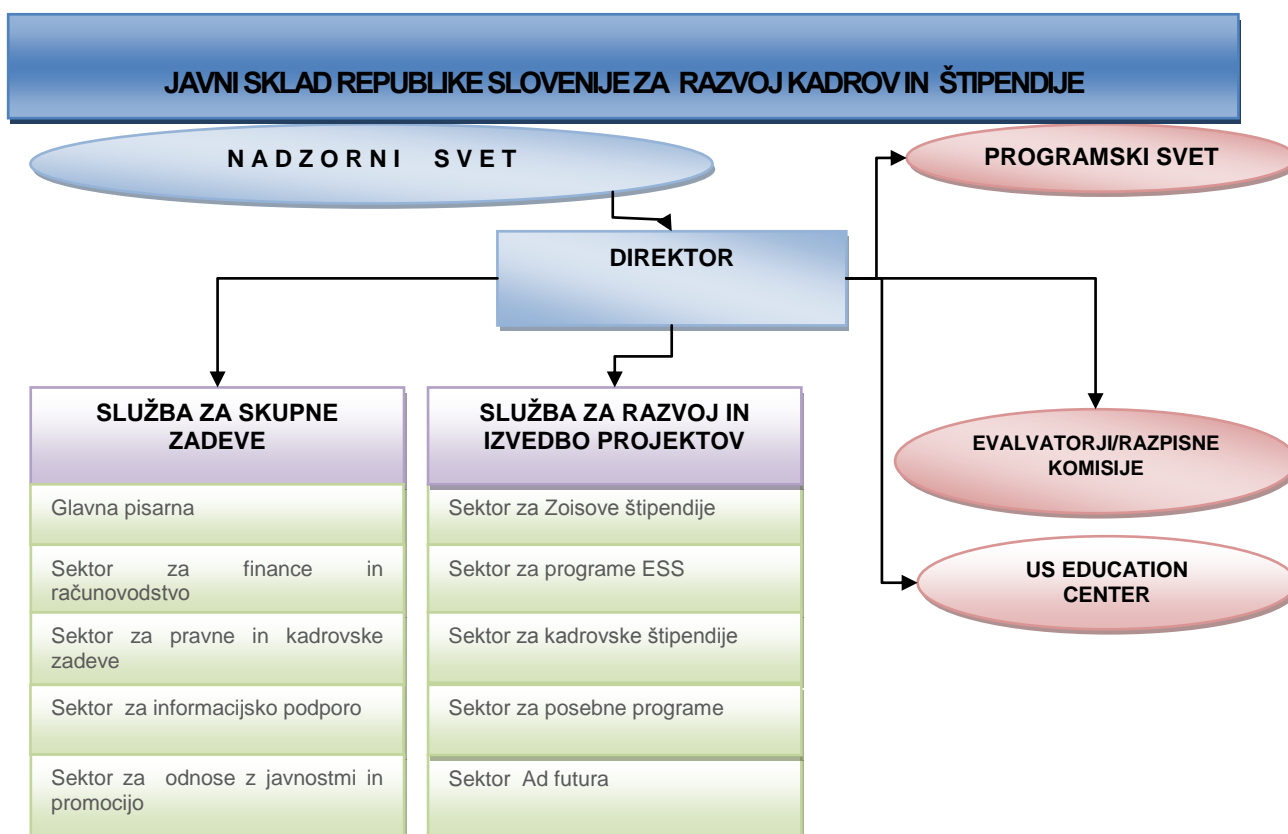 JAVNI SKLAD REPUBLIKE SLOVENIJE ZA RAZVOJ KADROV IN ŠTIPENDIJE
NADZORNI SVET
PROGRAMSKI SVET
DIREKTOR
SLUŽBA ZA SKUPNE
ZADEVE
Glavna pisarna
Sektor za finance in
računovodstvo
Sektor za pravne in kadrovske
zadeve
Sektor za informacijsko podporo
Sektor za odnose z javnostmi in
promocijo
SLUŽBA ZA RAZVOJ IN
IZVEDBO PROJEKTOV
Sektor za Zoisove štipendije
Sektor za programe ESS
Sektor za kadrovske štipendije
Sektor za posebne programe
Sektor Ad futura
EVALVATORJI/RAZPISNE
KOMISIJE
US EDUCATION
CENTER